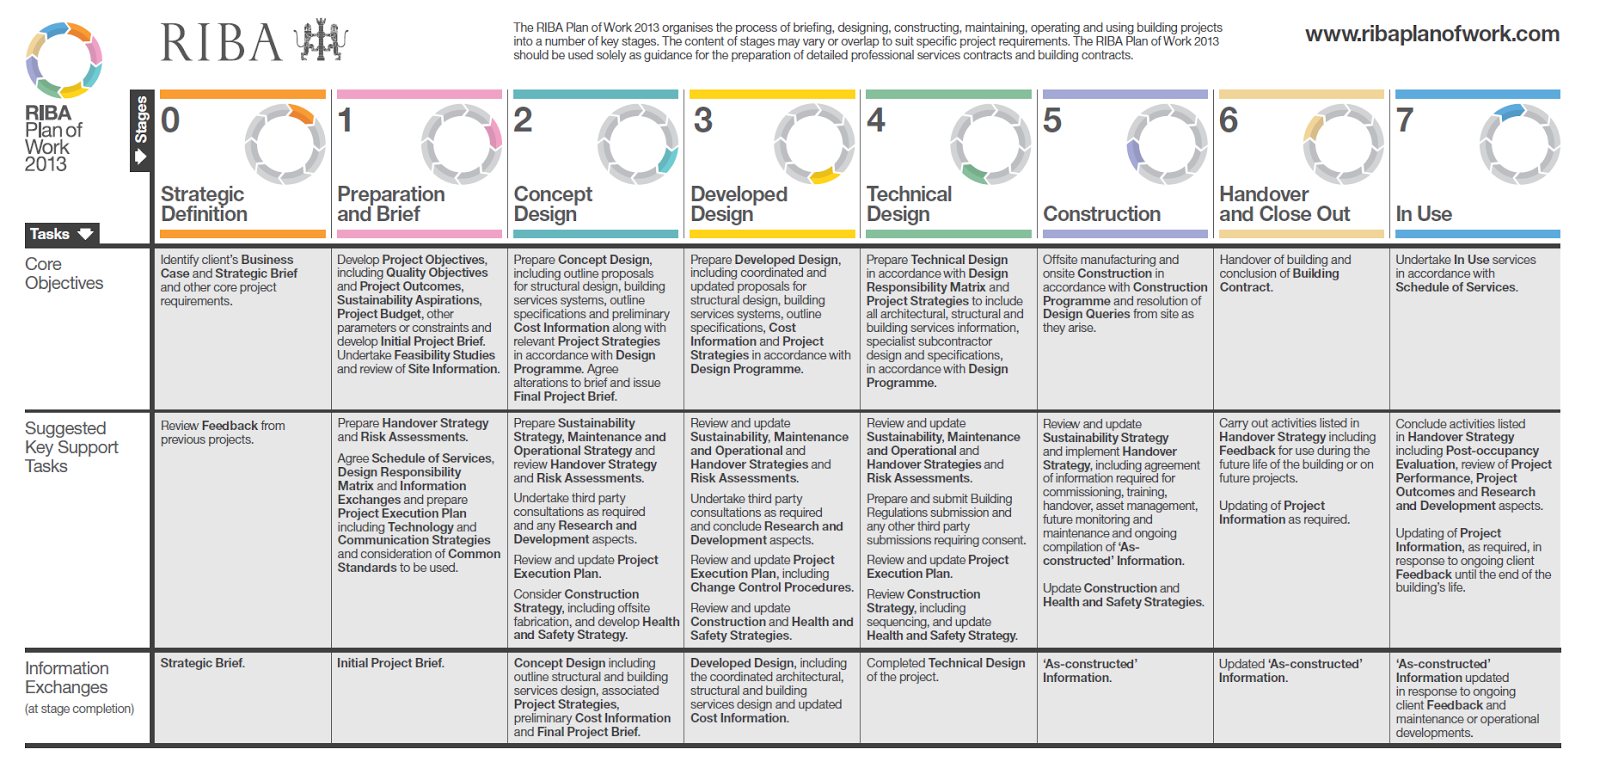 RIBA
Plan of
Work
2013
RIBA
The RIBA Plan of Work 2013 organises the process of briefing, designing, constructing, maintaining, operating and using building projects
into a number of key stages. The content of stages may vary or overlap to suit specific project requirements. The RIBA Plan of Work 2013
should be used solely as guidance for the preparation of detailed professional services contracts and building contracts.
www.ribaplanofwork.com
Stages
Tasks
0
Strategic
Definition
1
Preparation
and Brief
2
Concept
Design
3
Developed
Design
4
Technical
Design
5
Construction
6
Handover
and Close Out
7
In Use
Core
Objectives
Identify client's Business
Case and Strategic Brief
and other core project
requirements.
Develop Project Objectives,
including Quality Objectives
and Project Outcomes,
Sustainability Aspirations,
Project Budget, other
parameters or constraints and
develop Initial Project Brief.
Undertake Feasibility Studies
and review of Site Information.
Prepare Concept Design,
including outline proposals
for structural design, building
services systems, outline
specifications and preliminary
Cost Information along with
relevant Project Strategies
in accordance with Design
Programme. Agree
alterations to brief and issue
Final Project Brief.
Prepare Developed Design,
including coordinated and
updated proposals for
structural design, building
services systems, outline
specifications, Cost
Information and Project
Strategies in accordance with
Design Programme.
Prepare Technical Design
in accordance with Design
Responsibility Matrix and
Project Strategies to include
all architectural, structural and
building services information,
specialist subcontractor
design and specifications,
in accordance with Design
Programme.
Offsite manufacturing and
onsite Construction in
accordance with Construction
Programme and resolution of
Design Queries from site as
they arise.
Handover of building and
conclusion of Building
Contract.
Undertake In Use services
in accordance with
Schedule of Services.
Suggested
Key Support
Tasks
Review Feedback from
previous projects.
Prepare Handover Strategy
and Risk Assessments.
Agree Schedule of Services,
Design Responsibility
Matrix and Information
Exchanges and prepare
Project Execution Plan
including Technology and
Communication Strategies
and consideration of Common
Standards to be used.
Prepare Sustainability
Strategy, Maintenance and
Operational Strategy and
review Handover Strategy
and Risk Assessments.
Undertake third party
consultations as required
and any Research and
Development aspects.
Review and update Project
Execution Plan.
Consider Construction
Strategy, including offsite
fabrication, and develop Health
and Safety Strategy.
Review and update
Sustainability, Maintenance
and Operational and
Handover Strategies and
Risk Assessments.
Undertake third party
consultations as required
and conclude Research and
Development aspects.
Review and update Project
Execution Plan, including
Change Control Procedures.
Review and update
Construction and Health and
Safety Strategies.
Review and update
Sustainability, Maintenance
and Operational and
Handover Strategies and
Risk Assessments.
Prepare and submit Building
Regulations submission and
any other third party
submissions requiring consent.
Review and update Project
Execution Plan.
Review Construction
Strategy, including
sequencing, and update
Health and Safety Strategy.
Review and update
Sustainability Strategy
and implement Handover
Strategy, including agreement
of information required for
commissioning, training,
handover, asset management,
future monitoring and
maintenance and ongoing
compilation of 'As-
constructed' Information.
Update Construction and
Health and Safety Strategies.
Carry out activities listed in
Handover Strategy including
Feedback for use during the
future life of the building or on
future projects.
Updating of Project
Information as required.
Conclude activities listed
in Handover Strategy
including Post-occupancy
Evaluation, review of Project
Performance, Project
Outcomes and Research
and Development aspects.
Updating of Project
Information, as required, in
response to ongoing client
Feedback until the end of the
building's life.
Information
Exchanges
(at stage completion)
Strategic Brief.
Initial Project Brief.
Concept Design including
outline structural and building
services design, associated
Project Strategies,
preliminary Cost Information
and Final Project Brief.
Developed Design, including
the coordinated architectural,
structural and building
services design and updated
Cost Information.
Completed Technical Design
of the project.
'As-constructed'
Information.
Updated 'As-constructed'
Information.
'As-constructed'
Information updated
in response to ongoing
client Feedback and
maintenance or operational
developments.